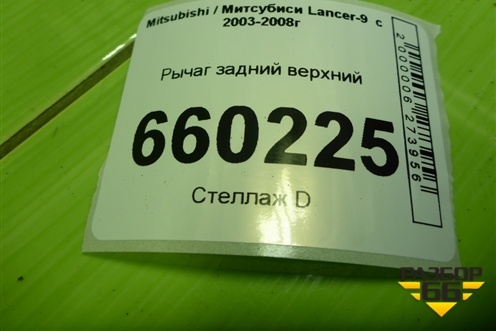 Mitsubishi / Митсубиси Lancer-9 с
2003-2008г
Рычаг задний верхний
660225
Стеллаж D
2000006273956
РАЗБОР
66